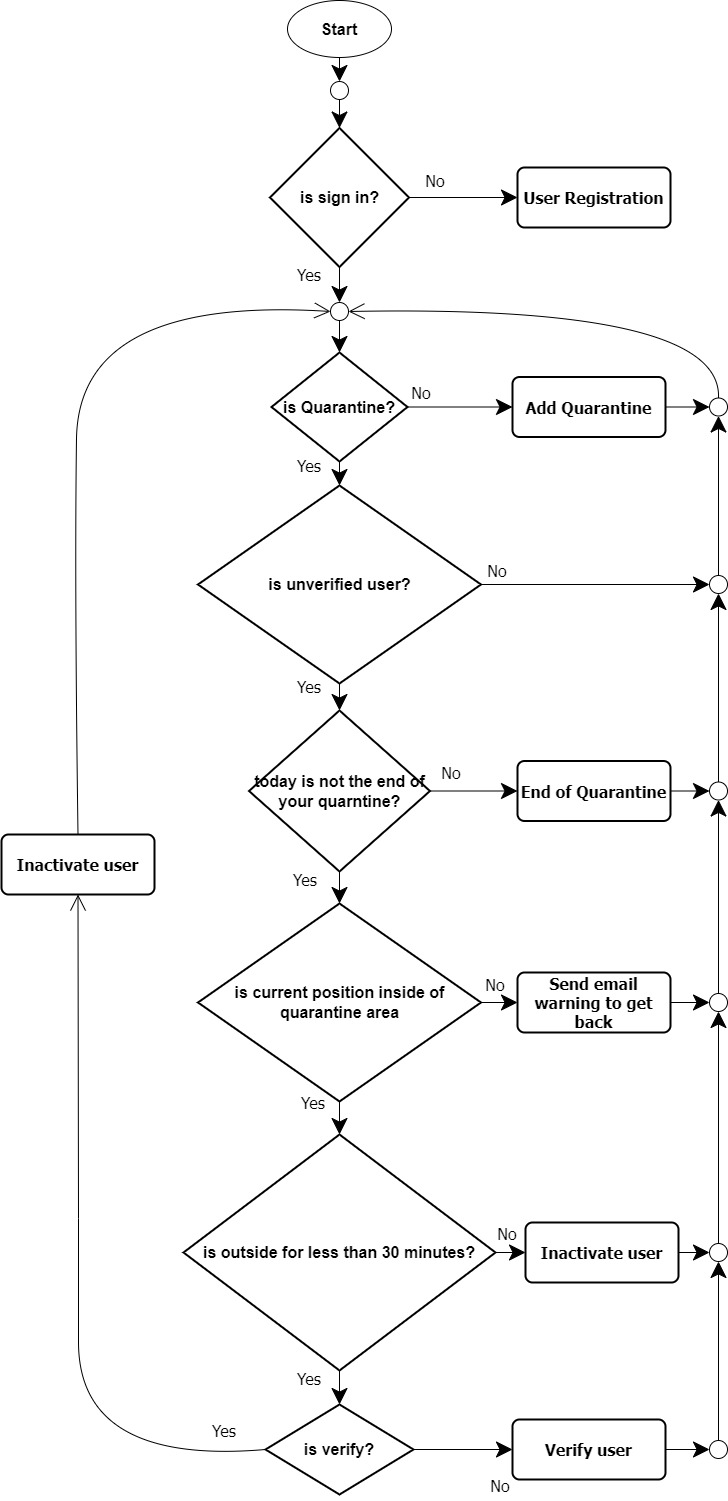 Start
is sign in?
No
User Registration
Yes
is Quarantine?
No
Add Quarantine
Yes
is unverified user?
No
Yes
today is not the end of
your quarntine?
No
End of Quarantine
Inactivate user
Yes
is current position inside of
quarantine area
No
Send email
warning to get
back
Yes
is outside for less than 30 minutes?
No
Inactivate user
Yes
Yes
is verify?
Verify user
No